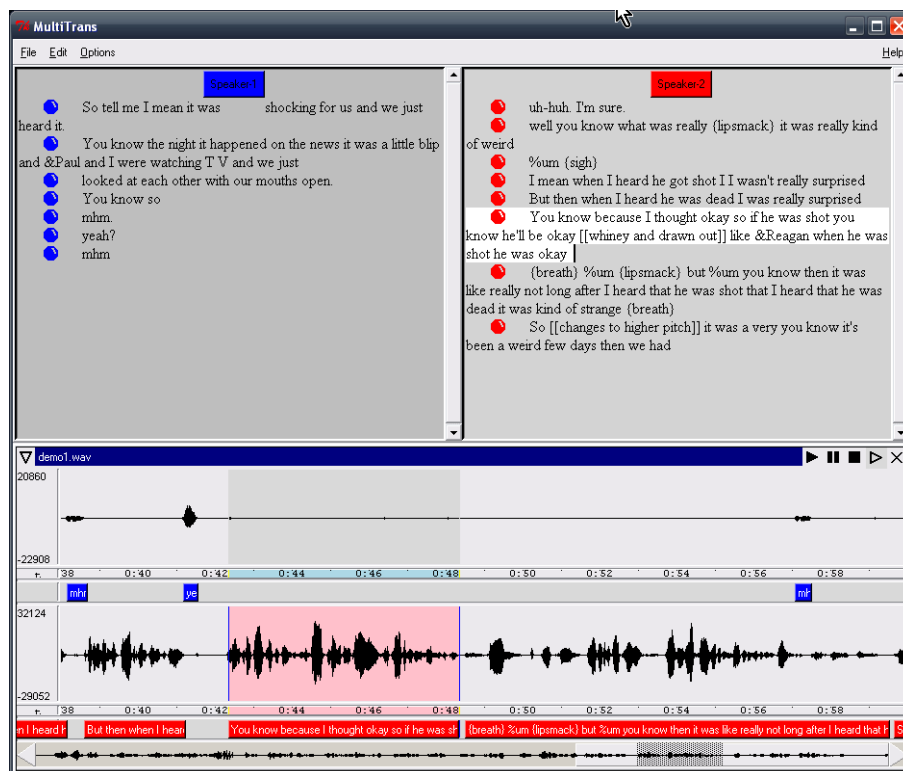 MultiTrans
File Edit Options Help
Speaker-1
So tell me I mean it was shocking for us and we just
heard it.
You know the night it happened on the news it was a little blip
and &Paul and I were watching T V and we just
looked at each other with our mouths open.
You know so
mhm.
yeah?
mhm
Speaker-2
uh-huh. I'm sure.
well you know what was really {lipsmack} it was really kind
of weird
%um {sigh}
I mean when I heard he got shot I I wasn't really surprised
But then when I heard he was dead I was really surprised
You know because I thought okay so if he was shot you
know he'll be okay [[whiney and drawn out]] like &Reagan when he was
shot he was okay
{breath} %um {lipsmack} but %um you know then it was
like really not long after I heard that he was shot that I heard that he was
dead it was kind of strange {breath}
So [[changes to higher pitch]] it was a very you know it's
been a weird few days then we had
demo1.wav
20860
-22908
38 0:40 0:42 0:44 0:46 0:48 0:50 0:52 0:54 0:56 0:58
mhr ye mh
32124
-29052
38 0:40 0:42 0:44 0:46 0:48 0:50 0:52 0:54 0:56 0:58
n I heard h But then when I heard You know because I thought okay so if he was sh {breath} %um {lipsmack} but %um you know then it was like really not long after I heard that h S